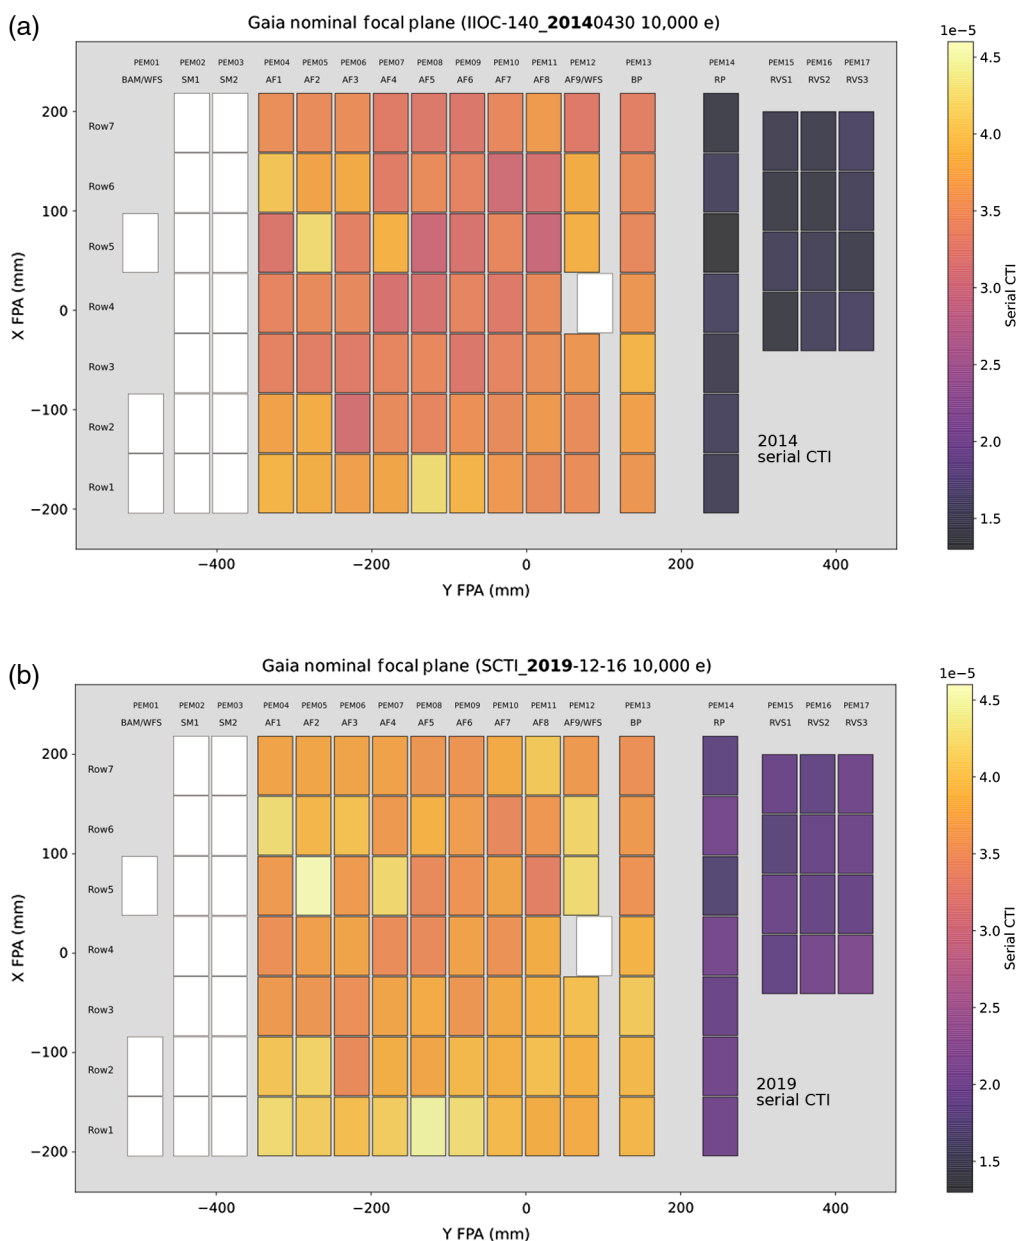 (a)
Gaia nominal focal plane (IIOC-140_20140430 10,000 e)
1e−5
PEM01 PEM02 PEM03 PEM04 PEM05 PEM06 PEM07 PEM08 PEM09 PEM10 PEM11 PEM12 PEM13 PEM14 PEM15 PEM16 PEM17
BAM/WFS SM1 SM2 AF1 AF2 AF3 AF4 AF5 AF6 AF7 AF8 AF9/WFS BP RP RVS1 RVS2 RVS3
Row7
Row6
Row5
Row4
Row3
Row2
Row1
200
100
0
−100
−200
X FPA (mm)
2014
serial CTI
−400 −200 0 200 400
Y FPA (mm)
4.5
4.0
3.5
3.0
2.5
2.0
1.5
Serial CTI
(b)
Gaia nominal focal plane (SCTI_2019-12-16 10,000 e)
1e−5
PEM01 PEM02 PEM03 PEM04 PEM05 PEM06 PEM07 PEM08 PEM09 PEM10 PEM11 PEM12 PEM13 PEM14 PEM15 PEM16 PEM17
BAM/WFS SM1 SM2 AF1 AF2 AF3 AF4 AF5 AF6 AF7 AF8 AF9/WFS BP RP RVS1 RVS2 RVS3
Row7
Row6
Row5
Row4
Row3
Row2
Row1
200
100
0
−100
−200
X FPA (mm)
2019
serial CTI
−400 −200 0 200 400
Y FPA (mm)
4.5
4.0
3.5
3.0
2.5
2.0
1.5
Serial CTI